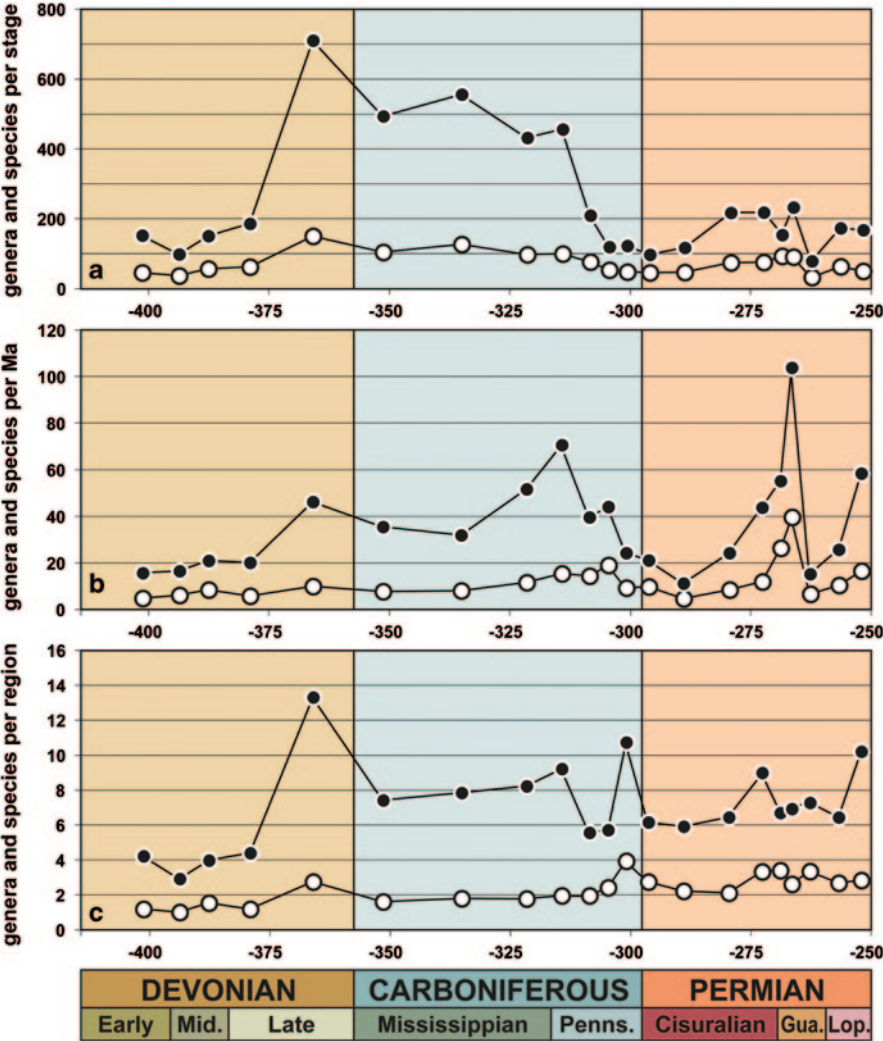 genera and species per stage
800
600
400
200
0
a
-400 -375 -350 -325 -300 -275 -250
genera and species per Ma
120
100
80
60
40
20
0
b
-400 -375 -350 -325 -300 -275 -250
genera and species per region
16
14
12
10
8
6
4
2
0
c
-400 -375 -350 -325 -300 -275 -250
DEVONIAN CARBONIFEROUS PERMIAN
Early Mid. Late Mississippian Penns. Cisuralian Gua. Lop.